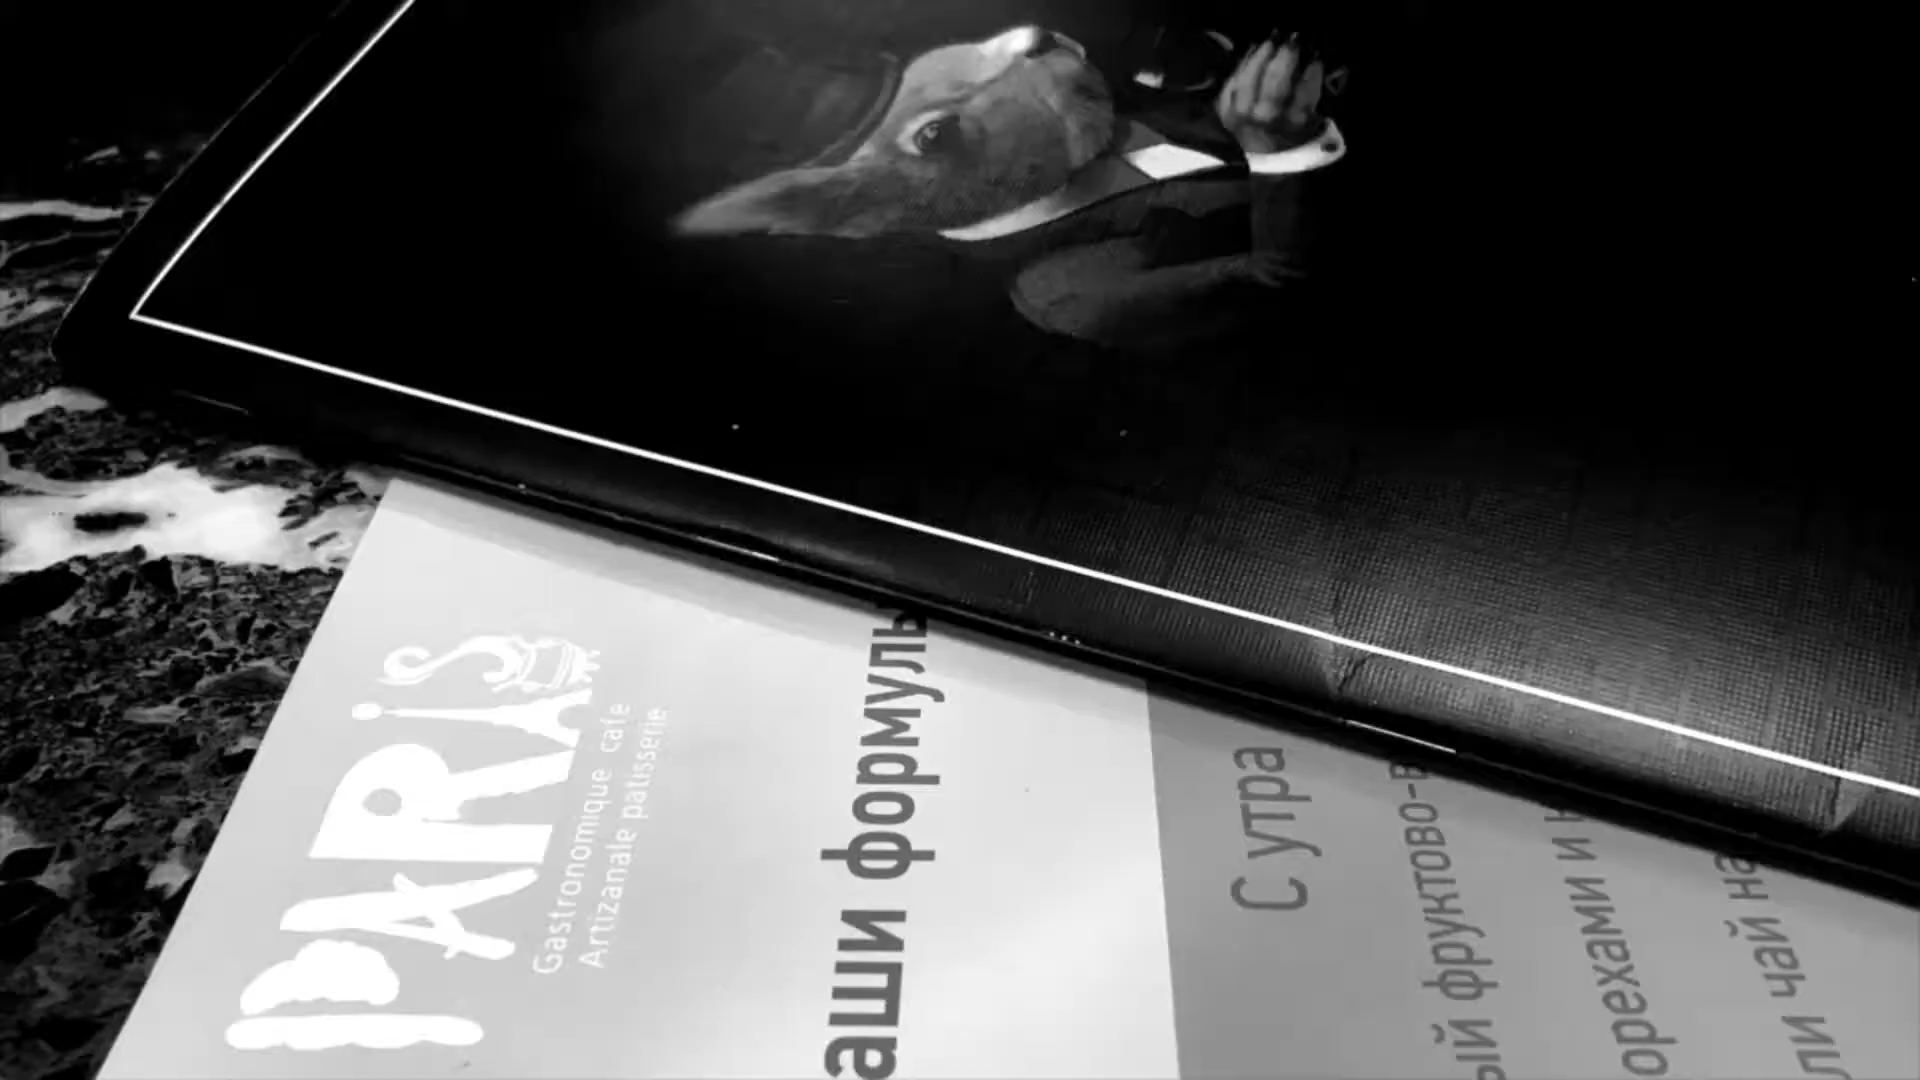 PARIS
Gastronomique cafe
Artizanale patisserie
аши формулы
С утра
ый фруктово-в
орехами и
ли чай на